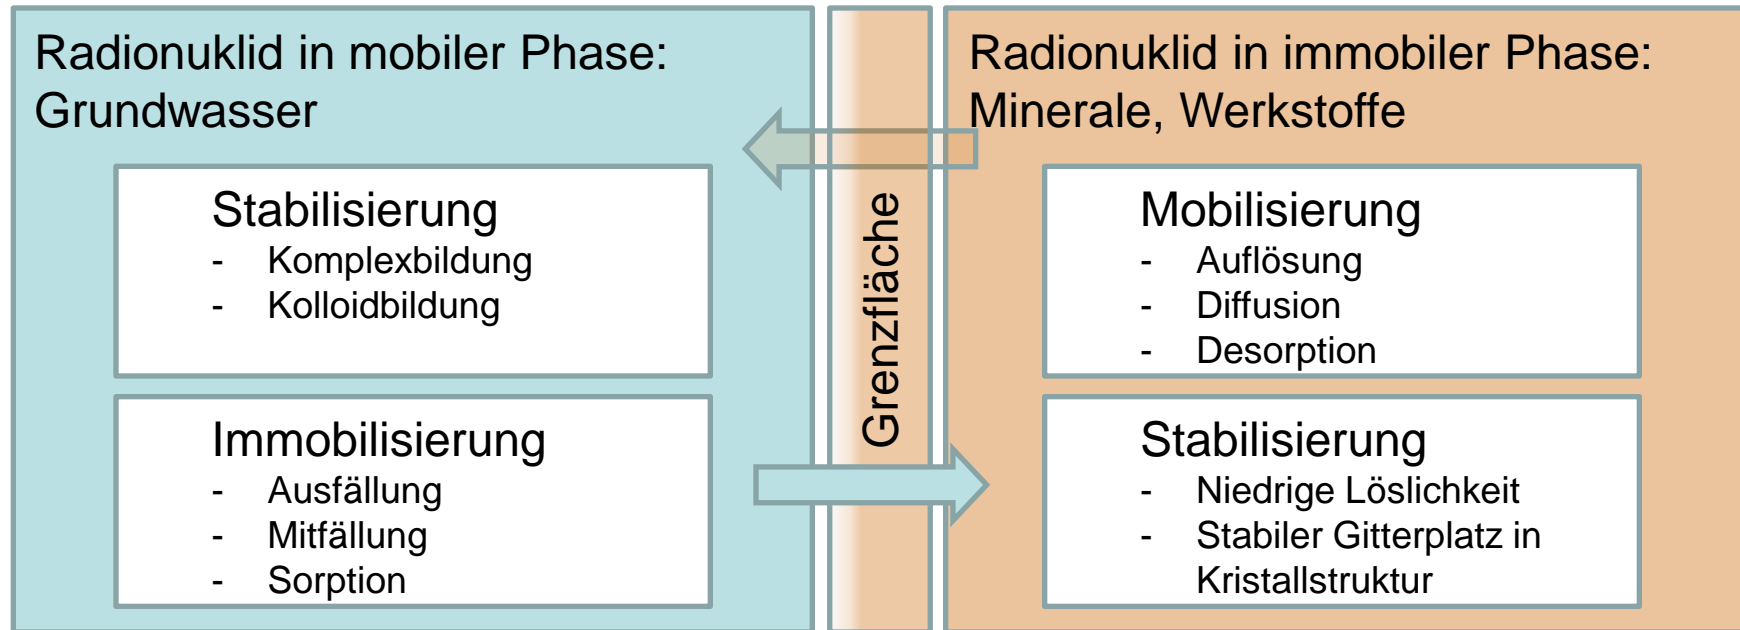 Radionuklid in mobiler Phase:
Grundwasser
Stabilisierung
- Komplexbildung
- Kolloidbildung
Immobilisierung
- Ausfällung
- Mitfällung
- Sorption
Grenzfläche
Radionuklid in immobiler Phase:
Minerale, Werkstoffe
Mobilisierung
- Auflösung
- Diffusion
- Desorption
Stabilisierung
- Niedrige Löslichkeit
- Stabiler Gitterplatz in
Kristallstruktur